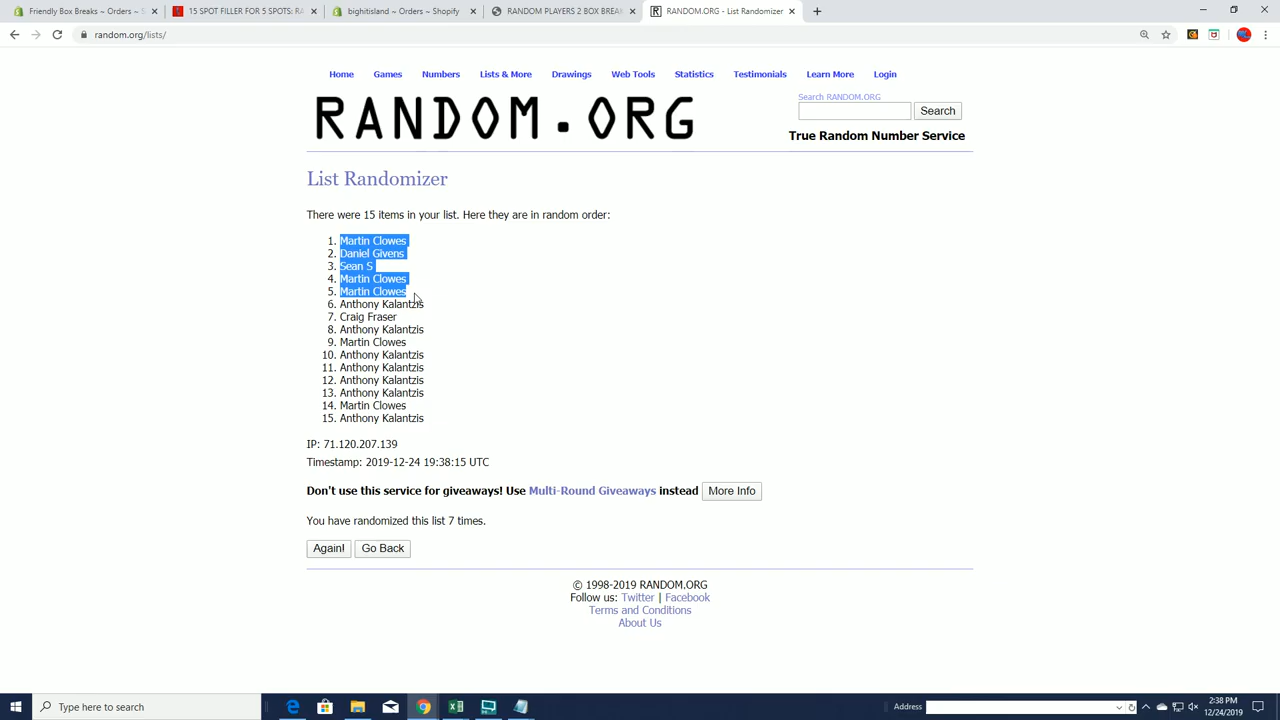 Friendly Box Breaks ~ Orders ~ S
15 SPOT FILLER FOR 5 SPOTS: RA
bightislander ~ Orders ~ Shopify
RANDOM PLAYERS 2 BOX BREAK
RANDOM.ORG - List Randomizer
random.org/lists/
Home Games Numbers Lists & More Drawings Web Tools Statistics Testimonials Learn More Login
RANDOM.ORG
Search RANDOM.ORG
Search
True Random Number Service
List Randomizer
There were 15 items in your list. Here they are in random order:
1. Martin Clowes
2. Daniel Givens
3. Sean S
4. Martin Clowes
5. Martin Clowes
6. Anthony Kalantzis
7. Craig Fraser
8. Anthony Kalantzis
9. Martin Clowes
10. Anthony Kalantzis
11. Anthony Kalantzis
12. Anthony Kalantzis
13. Anthony Kalantzis
14. Martin Clowes
15. Anthony Kalantzis
IP: 71.120.207.139
Timestamp: 2019-12-24 19:38:15 UTC
Don't use this service for giveaways! Use Multi-Round Giveaways instead More Info
You have randomized this list 7 times.
Again! Go Back
© 1998-2019 RANDOM.ORG
Follow us: Twitter | Facebook
Terms and Conditions
About Us
Type here to search
Address
2:38 PM
12/24/2019